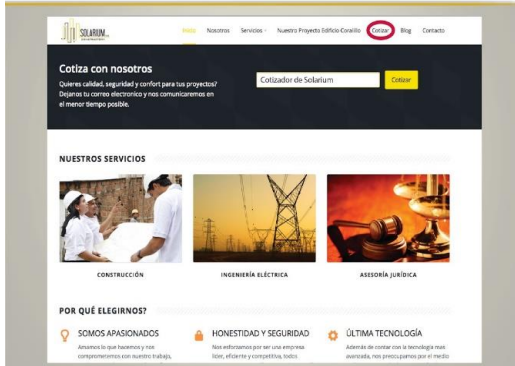 SOLARIUM
Inicio Nosotros Servicios Nuestro Proyecto Edificio Coralillo Cotizar Blog Contacto
Cotiza con nosotros
Quieres calidad, seguridad y confort para tus proyectos?
Dejanos tu correo electronico y nos comunicaremos en
el menor tiempo posible.
Cotizador de Solarium
Cotizar
NUESTROS SERVICIOS
CONSTRUCCIÓN
INGENIERÍA ELÉCTRICA
ASESORÍA JURÍDICA
POR QUÉ ELEGIRNOS?
SOMOS APASIONADOS
Amamos lo que hacemos y nos
comprometemos con nuestro trabajo,
HONESTIDAD Y SEGURIDAD
Nos esforzamos por ser una empresa
líder, eficiente y competitiva, todos
ÚLTIMA TECNOLOGÍA
Además de contar con la tecnología mas
avanzada, nos preocupamos por el medio